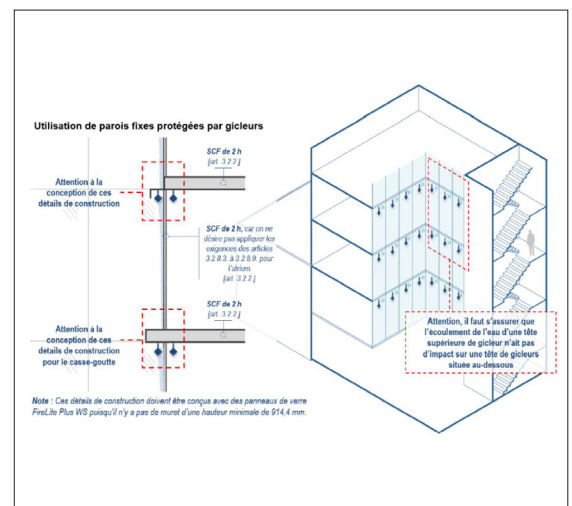 Utilisation de parois fixes protégées par gicleurs
SCF de 2 h
[art. 3.2.2.]
Attention à la
conception de ces
détails de construction
SCF de 2 h, car on ne
désire pas appliquer les
exigences des articles
3.2.8.3. à 3.2.8.9. pour
l'atrium
[art. 3.2.2.]
SCF de 2 h
[art. 3.2.2.]
Attention à la
conception de ces
détails de construction
pour le casse-goutte
Attention, il faut s'assurer que
l'écoulement de l'eau d'une tête
supérieure de gicleur n'ait pas
d'impact sur une tête de gicleurs
située au-dessous
Note : Ces détails de construction doivent être conçus avec des panneaux de verre
FireLite Plus WS puisqu'il n'y a pas de muret d'une hauteur minimale de 914,4 mm.